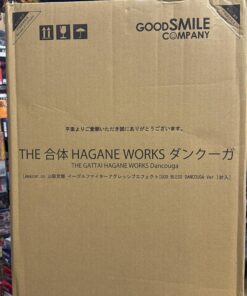 GOODSMILE
COMPANY
平素よりご愛顧いただき誠にありがとうございます。
THE 合体 HAGANE WORKS ダンクーガ
THE GATTAI HAGANE WORKS Dancouga